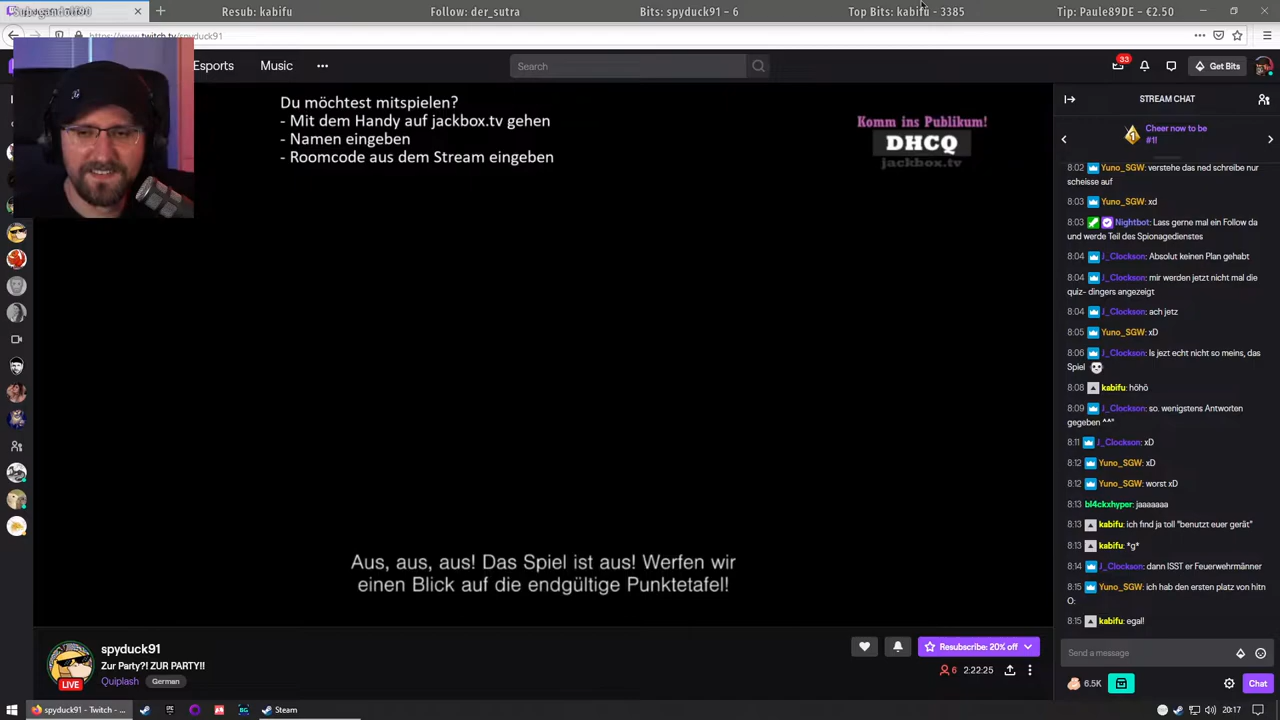 Resub: kabifu
Follow: der_sutra
Bits: spyduck91 - 6
Top Bits: kabifu - 3385
Tip: Paule89DE - €2.50
https://www.twitch.tv/spyduck91
Esports
Music
Search
33
Get Bits
Du möchtest mitspielen?
- Mit dem Handy auf jackbox.tv gehen
- Namen eingeben
- Roomcode aus dem Stream eingeben
Komm ins Publikum!
DHCQ
jackbox.tv
Aus, aus, aus! Das Spiel ist aus! Werfen wir
einen Blick auf die endgültige Punktetafel!
LIVE
spyduck91
Zur Party?! ZUR PARTY!!
Quiplash
German
Resubscribe: 20% off
6
2:22:25
STREAM CHAT
1
Cheer now to be
#1!
8:02 Yuno_SGW: verstehe das ned schreibe nur
scheisse auf
8:03 Yuno_SGW: xd
8:03 Nightbot: Lass gerne mal ein Follow da
und werde Teil des Spionagedienstes
8:04 J_Clockson: Absolut keinen Plan gehabt
8:04 J_Clockson: mir werden jetzt nicht mal die
quiz- dingers angezeigt
8:04 J_Clockson: ach jetz
8:05 Yuno_SGW: xD
8:06 J_Clockson: Is jezt echt nicht so meins, das
Spiel
8:08 kabifu: höhö
8:09 J_Clockson: so. wenigstens Antworten
gegeben ^^"
8:11 J_Clockson: xD
8:12 Yuno_SGW: xD
8:12 Yuno_SGW: worst xD
8:13 bl4ckxhyper: jaaaaaaa
8:13 kabifu: ich find ja toll "benutzt euer gerät"
8:13 kabifu: *g*
8:14 J_Clockson: dann ISST er Feuerwehrmänner
8:15 Yuno_SGW: ich hab den ersten platz von hitn
O:
8:15 kabifu: egal!
Send a message
6.5K
Chat
spyduck91 - Twitch - ...
Steam
20:17